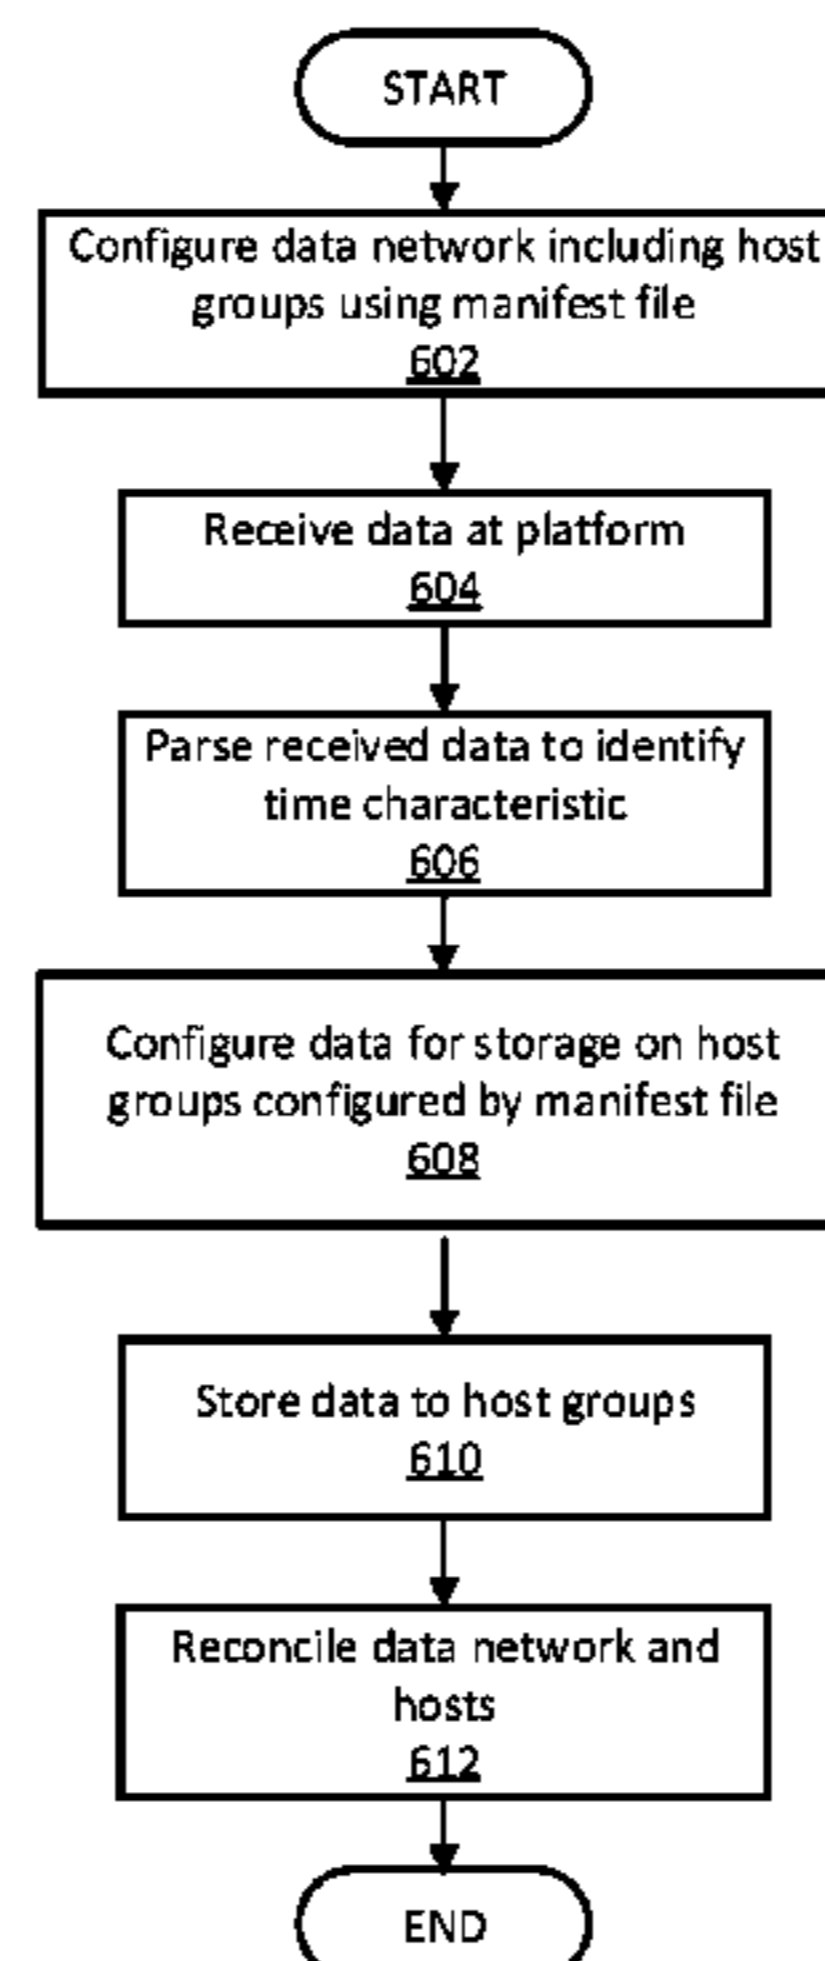 START
Configure data network including host
groups using manifest file
602
Receive data at platform
604
Parse received data to identify
time characteristic
606
Configure data for storage on host
groups configured by manifest file
608
Store data to host groups
610
Reconcile data network and
hosts
612
END